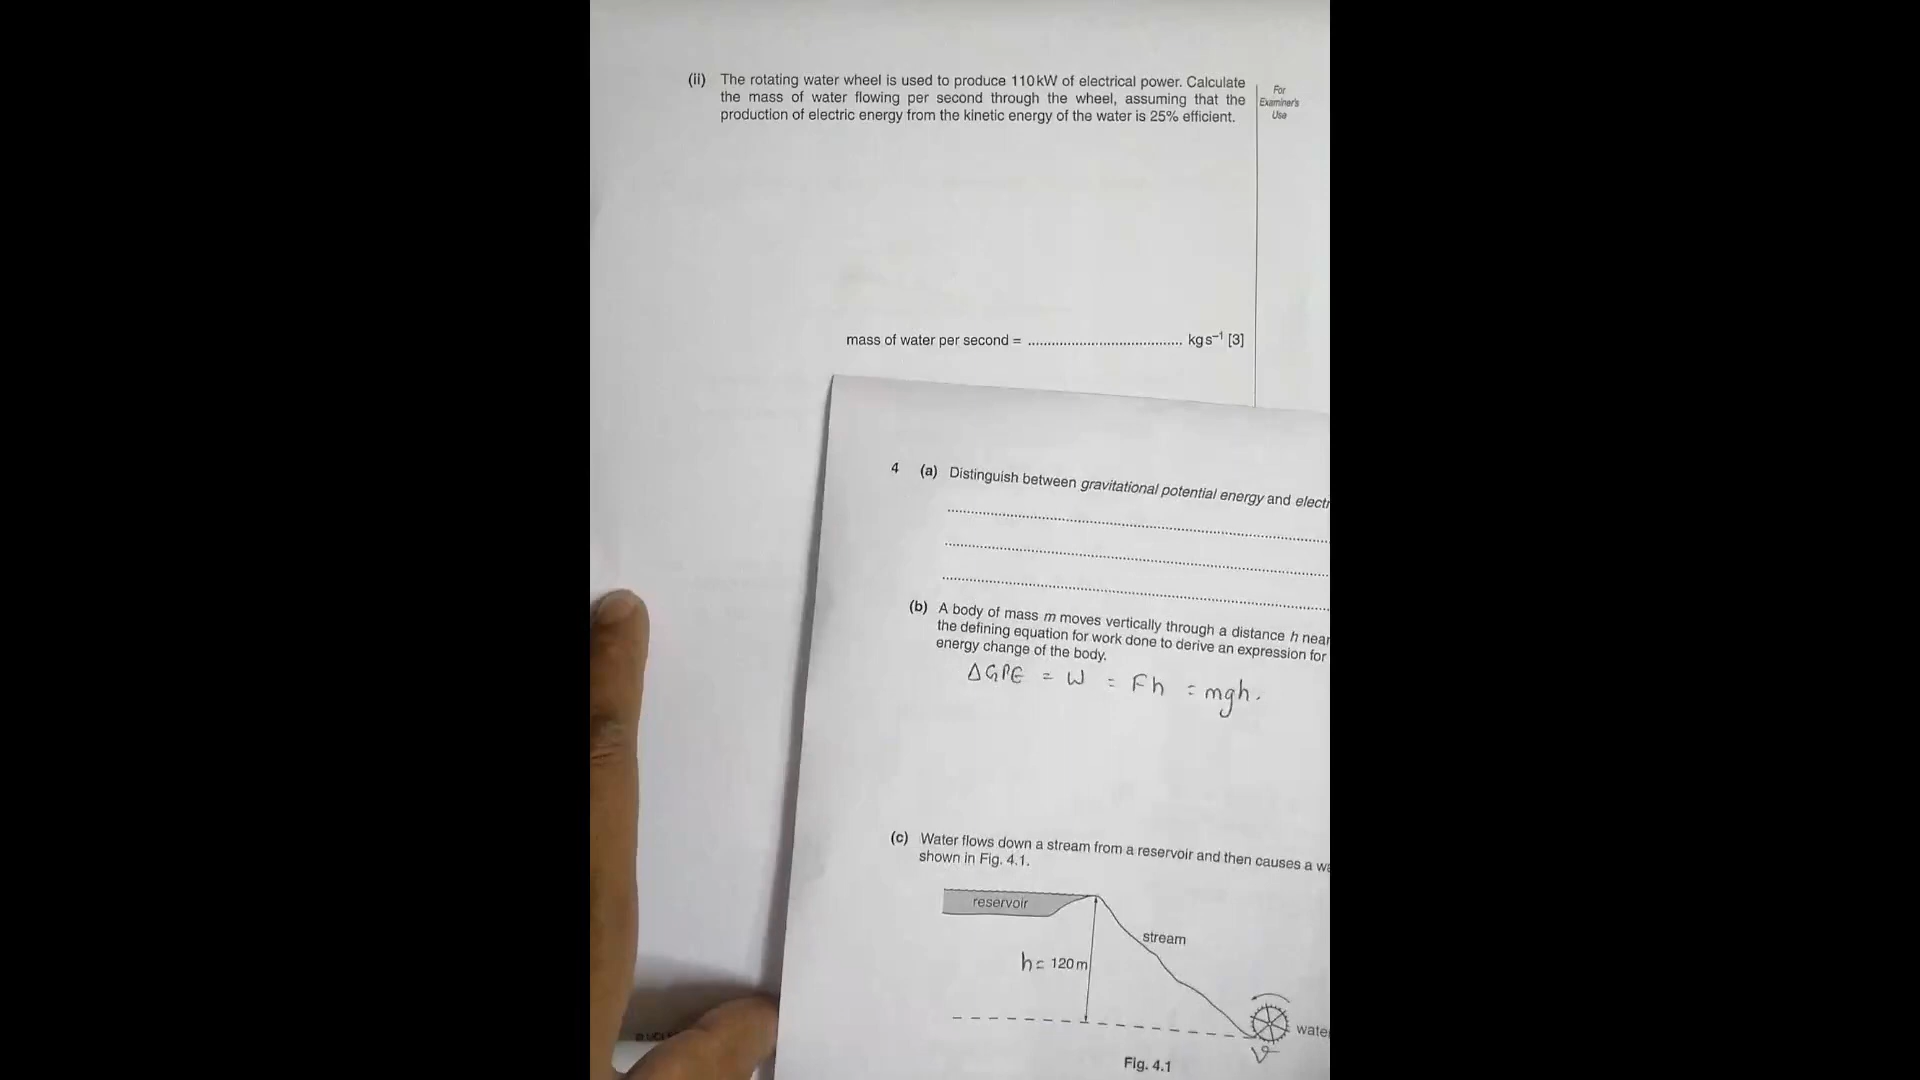 (ii) The rotating water wheel is used to produce 110 kW of electrical power. Calculate
the mass of water flowing per second through the wheel, assuming that the
production of electric energy from the kinetic energy of the water is 25% efficient.
For
Examiner's
Use
mass of water per second = ....................................... kg s⁻¹ [3]
4 (a) Distinguish between gravitational potential energy and electr
(b) A body of mass m moves vertically through a distance h near
the defining equation for work done to derive an expression for
energy change of the body.
ΔGPE = W = Fh = mgh.
(c) Water flows down a stream from a reservoir and then causes a wa
shown in Fig. 4.1.
reservoir
stream
h = 120 m
wate
Fig. 4.1